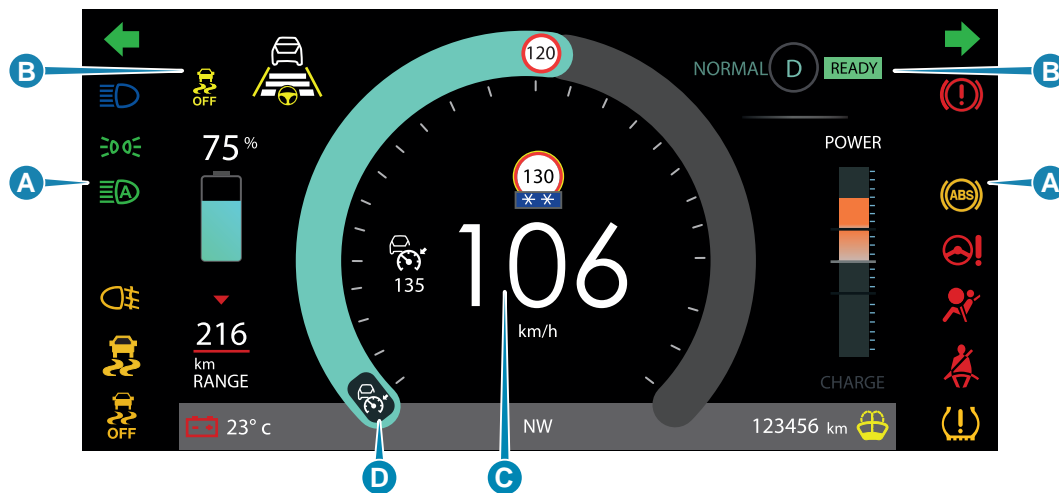 120
B
OFF
NORMAL
D
READY
B
75 %
POWER
A
A
130
A
ABS
135
106
km/h
216
km
RANGE
CHARGE
OFF
23° c
NW
123456 km
D
C